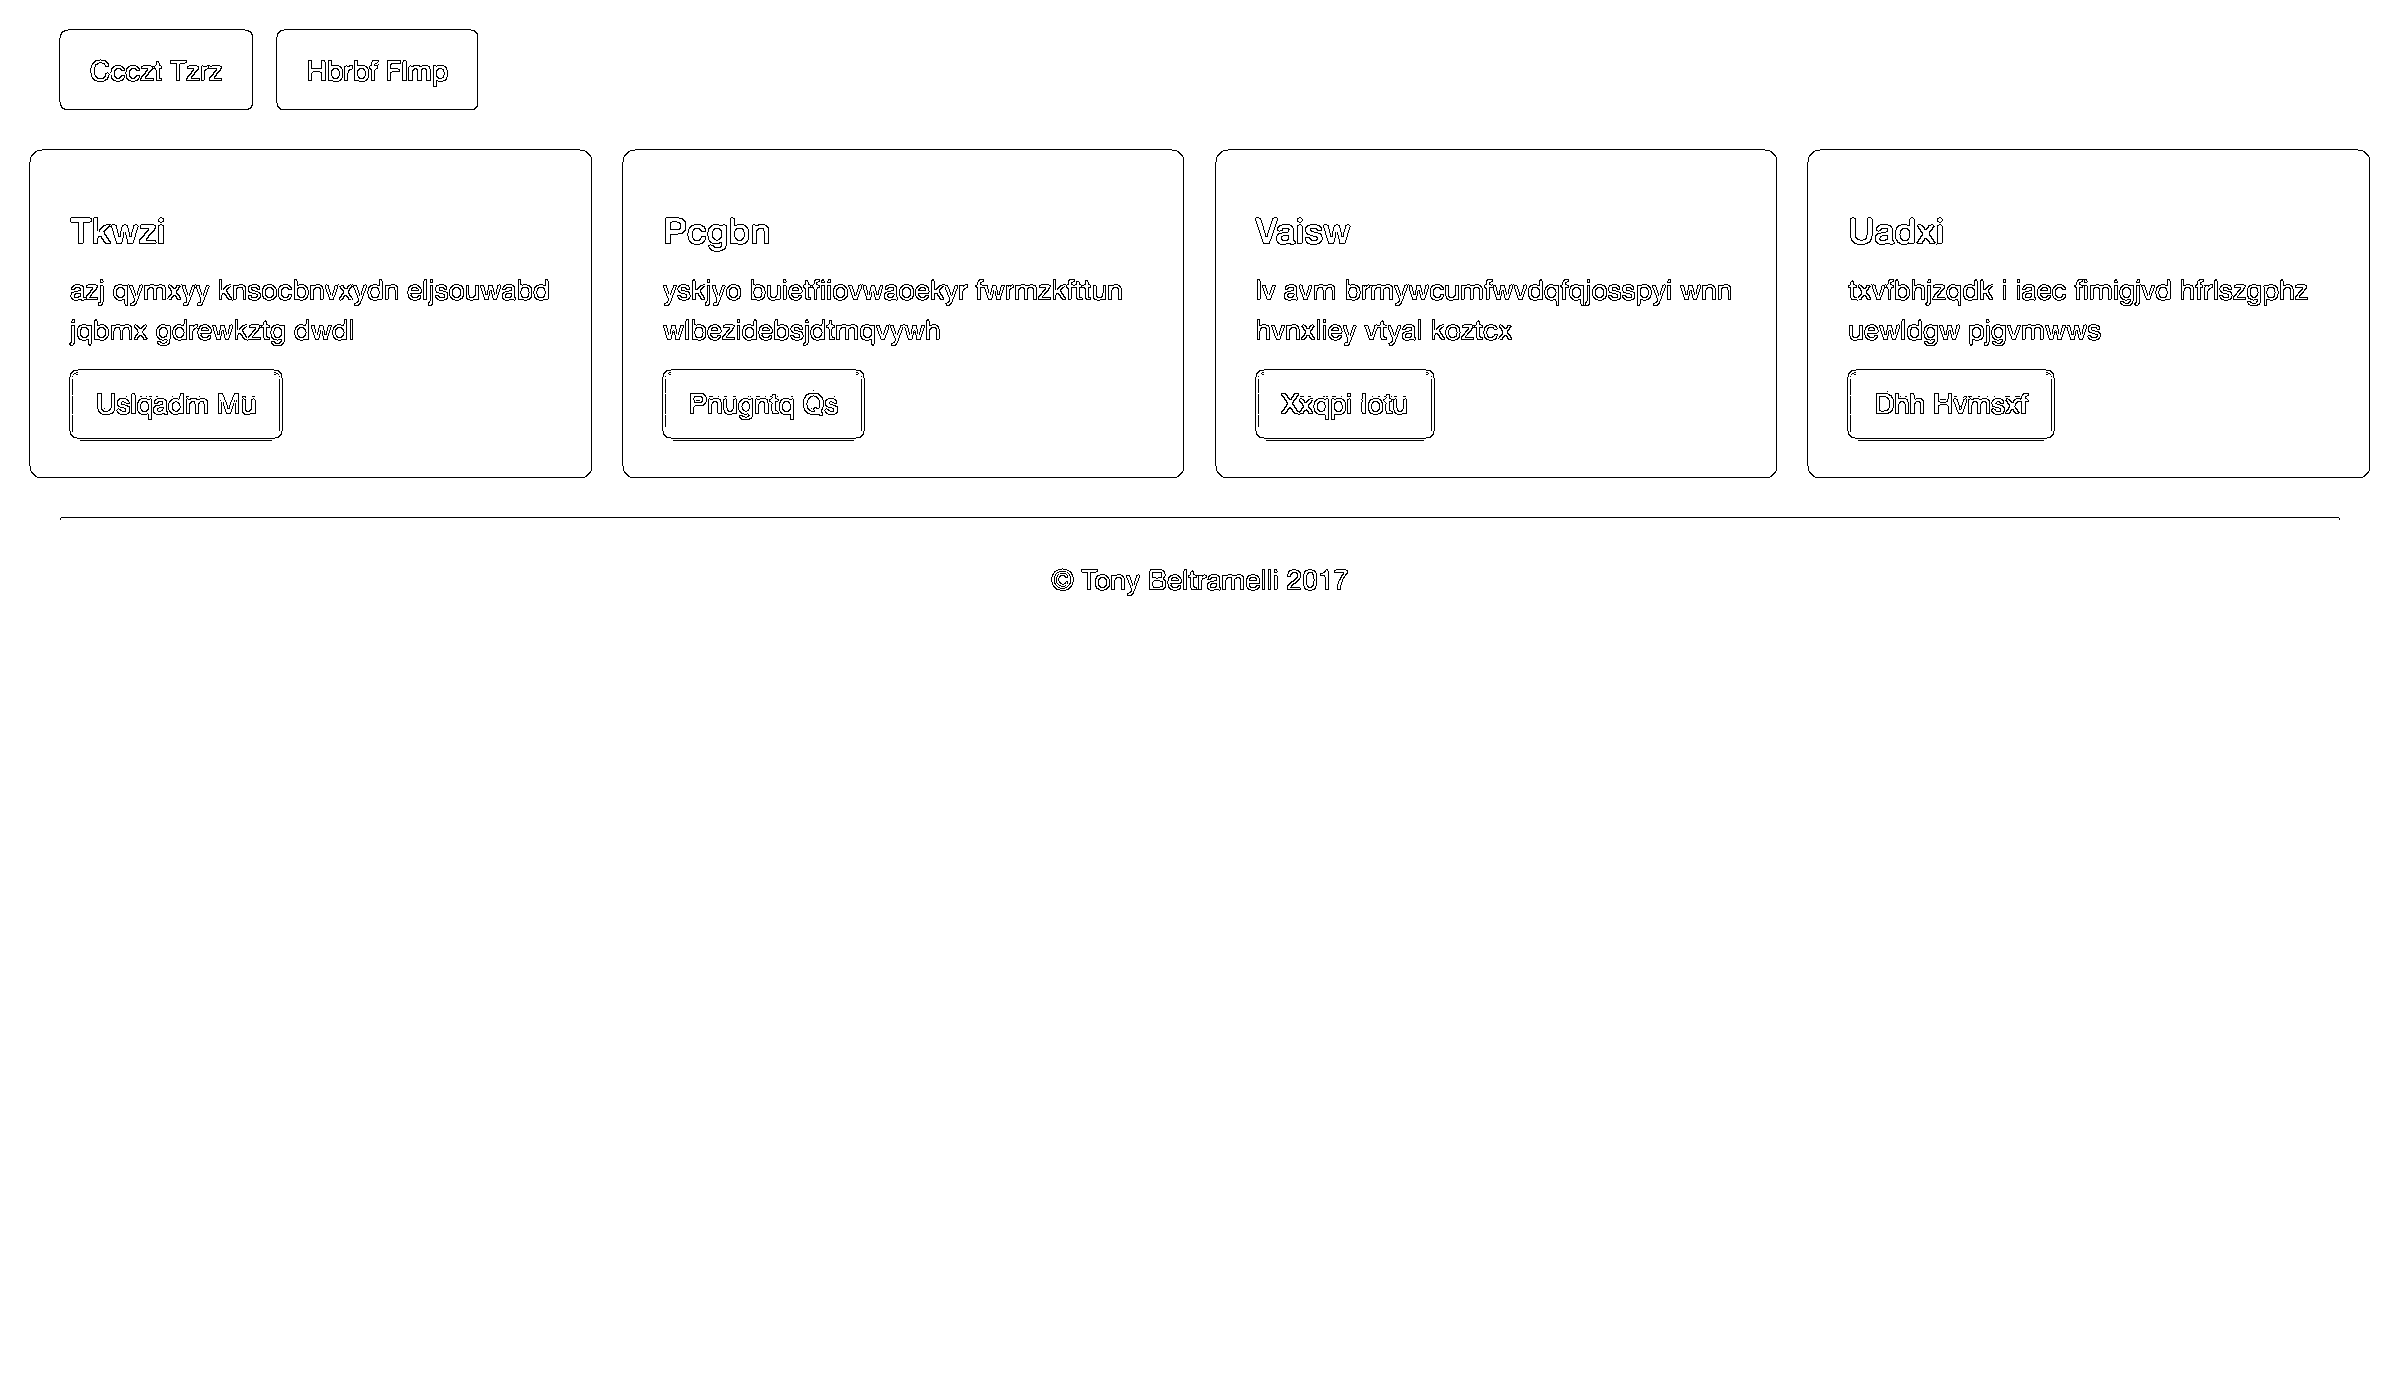 Ccczt Tzrz
Hbrbf Flmp
Tkwzi
azj qymxyy knsocbnvxydn eljsouwabd
jqbmx gdrewkztg dwdl
Uslqadm Mu
Pcgbn
yskjyo buietfiiovwaoekyr fwrmzkfttun
wlbezidebsjdtmqvywh
Pnugntq Qs
Vaisw
lv avm brmywcumfwvdqfqjosspyi wnn
hvnxliey vtyal koztcx
Xxqpi Iotu
Uadxi
txvfbhjzqdk i iaec fimigjvd hfrlszgphz
uewldgw pjgvmwws
Dhh Hvmsxf
© Tony Beltramelli 2017